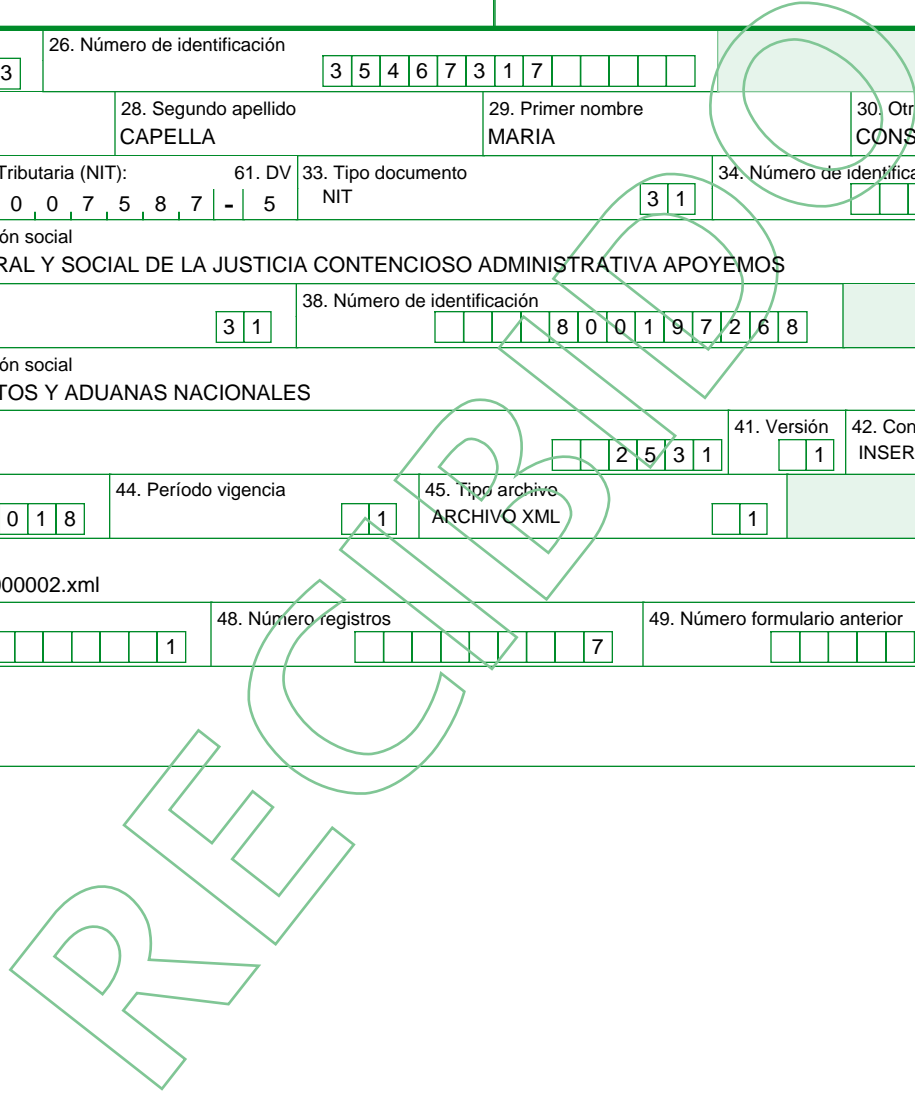 26. Número de identificación
3 3 5 4 6 7 3 1 7
28. Segundo apellido 29. Primer nombre 30. Otr
CAPELLA MARIA CONS
Tributaria (NIT): 61. DV 33. Tipo documento 34. Número de identifica
0 0 7 5 8 7 - 5 NIT 3 1
ón social
RAL Y SOCIAL DE LA JUSTICIA CONTENCIOSO ADMINISTRATIVA APOYEMOS
38. Número de identificación
3 1 8 0 0 1 9 7 2 6 8
ón social
TOS Y ADUANAS NACIONALES
41. Versión 42. Con
2 5 3 1 1 INSER
44. Período vigencia 45. Tipo archivo
0 1 8 1 ARCHIVO XML 1
000002.xml
48. Número registros 49. Número formulario anterior
1 7
RECIBIDO